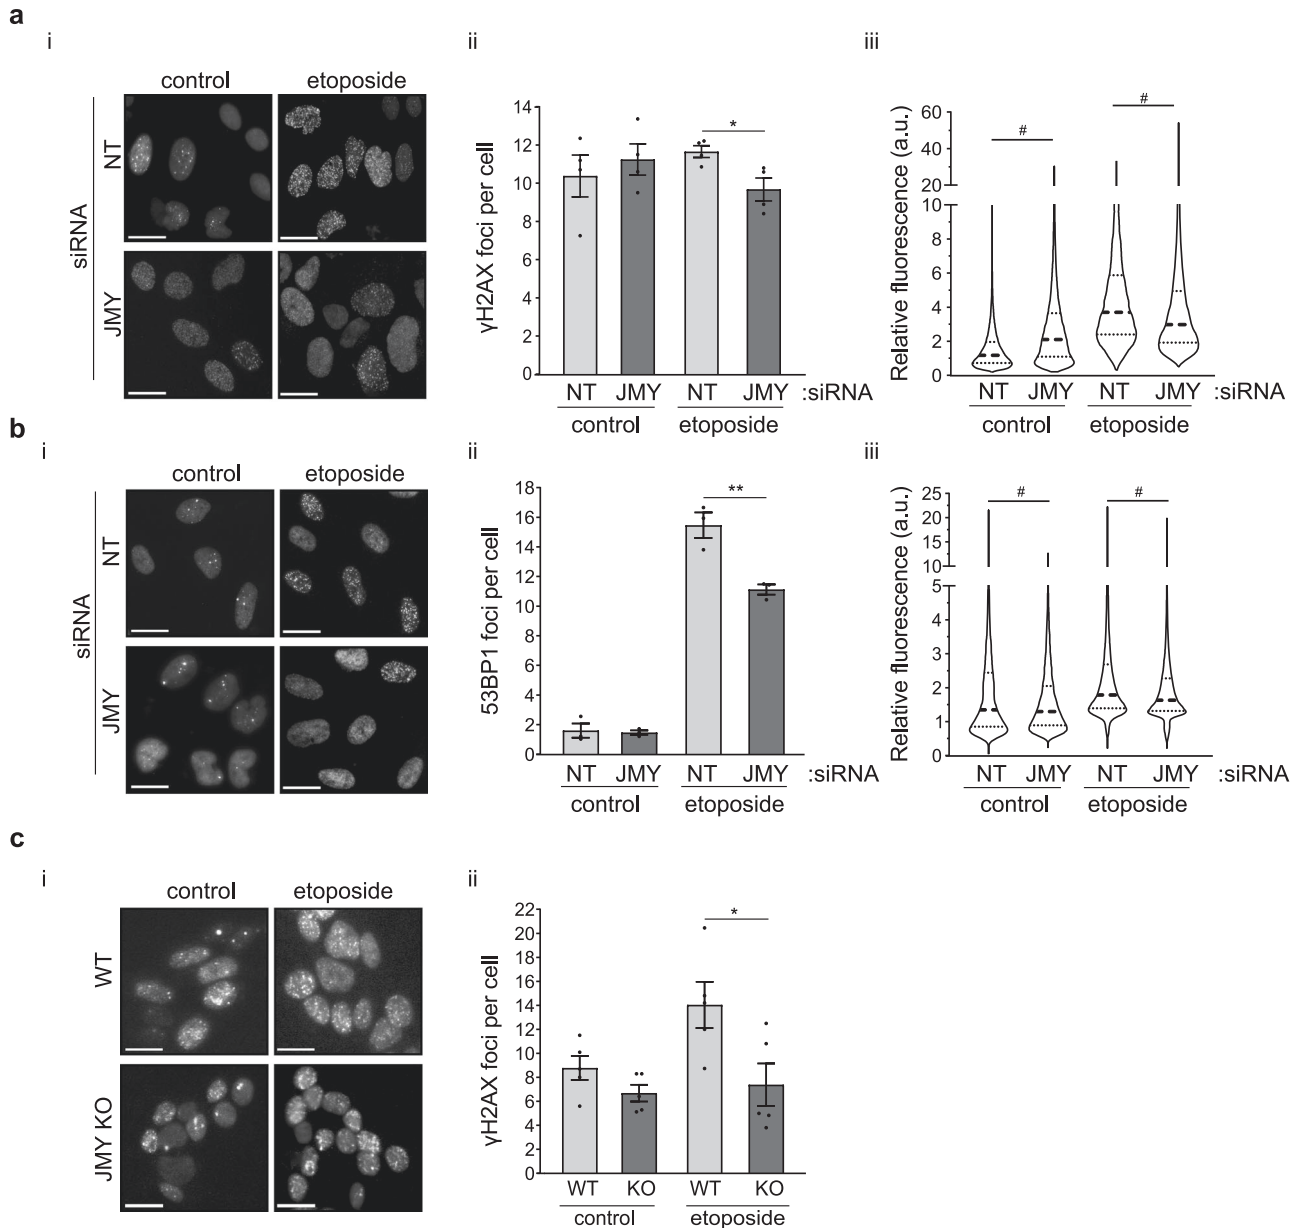 a
i
ii
iii
control
etoposide
siRNA
NT
JMY
γH2AX foci per cell
14
12
10
8
6
4
2
0
*
NT JMY NT JMY :siRNA
control etoposide
Relative fluorescence (a.u.)
60
40
20
10
8
6
4
2
0
#
#
NT JMY NT JMY :siRNA
control etoposide
b
i
ii
iii
control
etoposide
siRNA
NT
JMY
53BP1 foci per cell
18
16
14
12
10
8
6
4
2
0
**
NT JMY NT JMY :siRNA
control etoposide
Relative fluorescence (a.u.)
25
20
15
10
5
4
3
2
1
0
#
#
NT JMY NT JMY :siRNA
control etoposide
c
i
ii
control
etoposide
WT
JMY KO
γH2AX foci per cell
22
20
18
16
14
12
10
8
6
4
2
0
*
WT KO WT KO
control etoposide